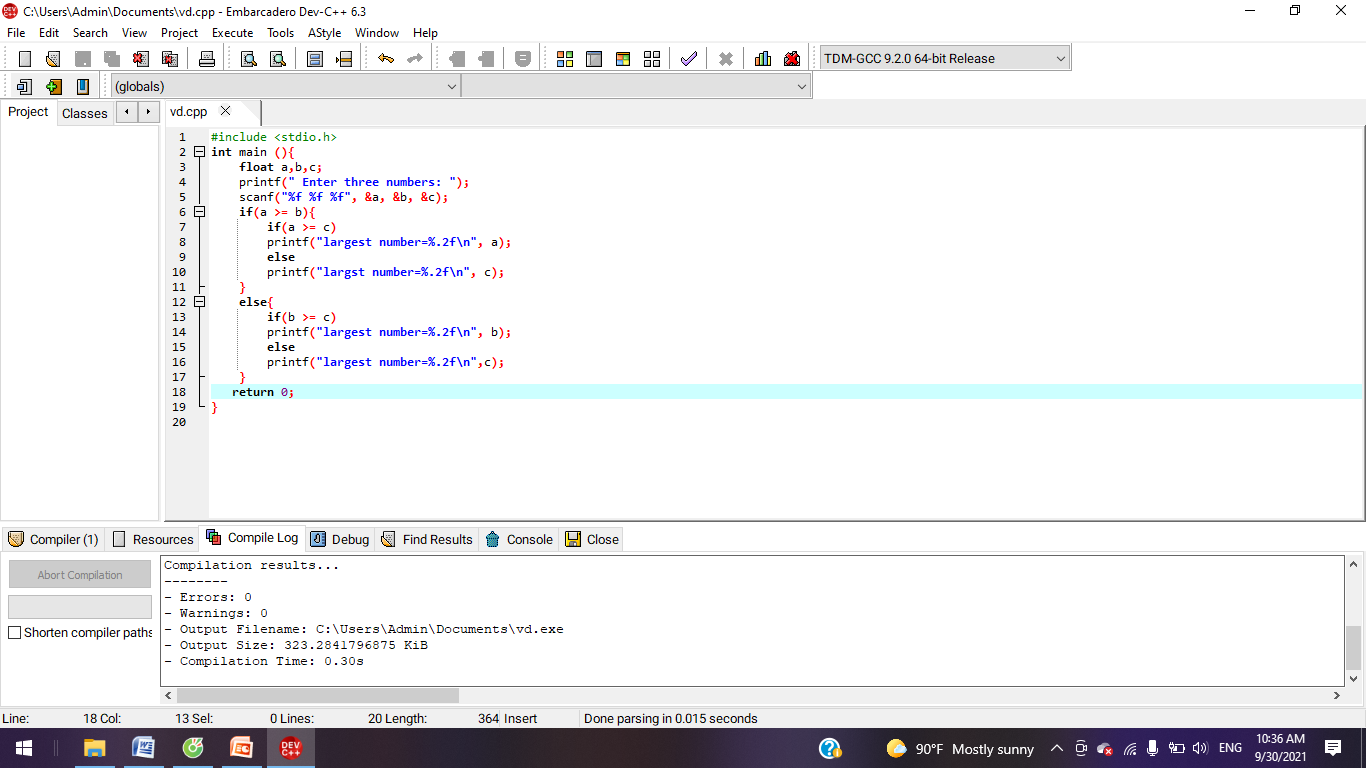 C:\Users\Admin\Documents\vd.cpp - Embarcadero Dev-C++ 6.3
File Edit Search View Project Execute Tools AStyle Window Help
TDM-GCC 9.2.0 64-bit Release
(globals)
Project Classes vd.cpp
1 #include <stdio.h>
2 int main (){
3 float a,b,c;
4 printf(" Enter three numbers: ");
5 scanf("%f %f %f", &a, &b, &c);
6 if(a >= b){
7 if(a >= c)
8 printf("largest number=%.2f\n", a);
9 else
10 printf("largst number=%.2f\n", c);
11 }
12 else{
13 if(b >= c)
14 printf("largest number=%.2f\n", b);
15 else
16 printf("largest number=%.2f\n",c);
17 }
18 return 0;
19 }
20
Compiler (1) Resources Compile Log Debug Find Results Console Close
Abort Compilation
Shorten compiler paths
Compilation results...
--------
- Errors: 0
- Warnings: 0
- Output Filename: C:\Users\Admin\Documents\vd.exe
- Output Size: 323.2841796875 KiB
- Compilation Time: 0.30s
Line: 18 Col: 13 Sel: 0 Lines: 20 Length: 364 Insert Done parsing in 0.015 seconds
DEV C++
90°F Mostly sunny
ENG
10:36 AM
9/30/2021